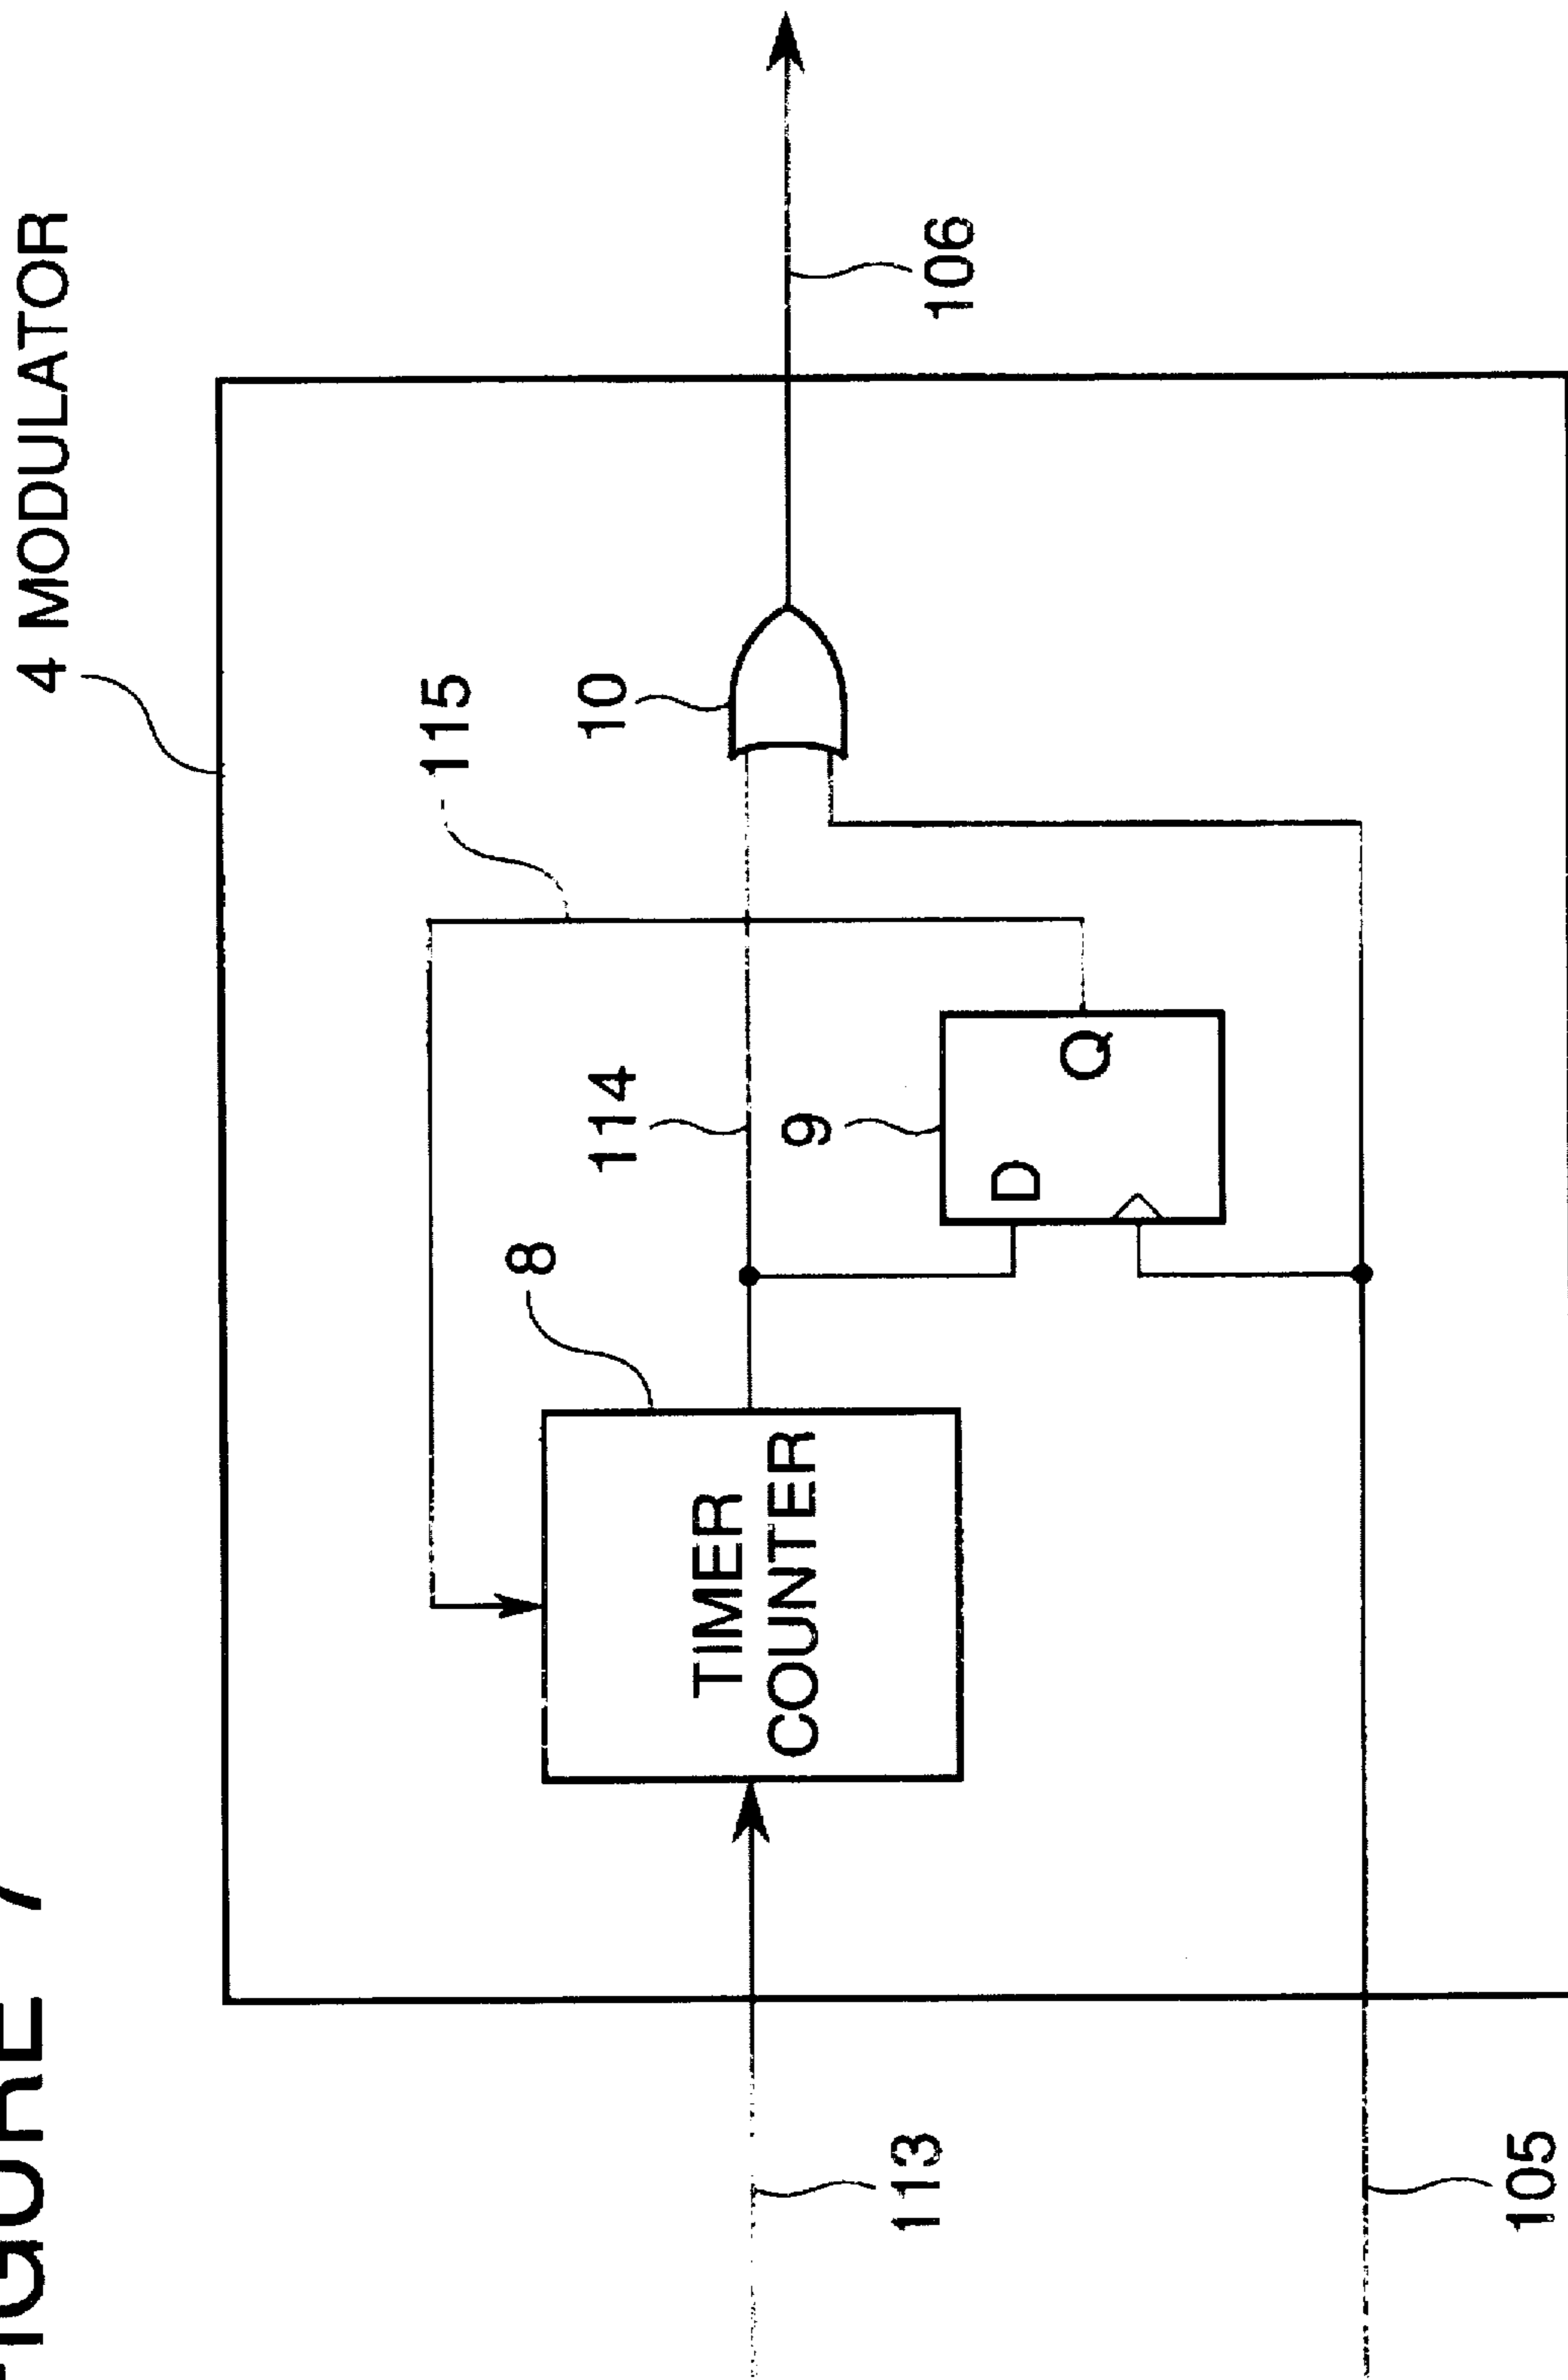 FIGURE 7
4 MODULATOR
115
10
106
114
8
9
D
Q
TIMER
COUNTER
113
105